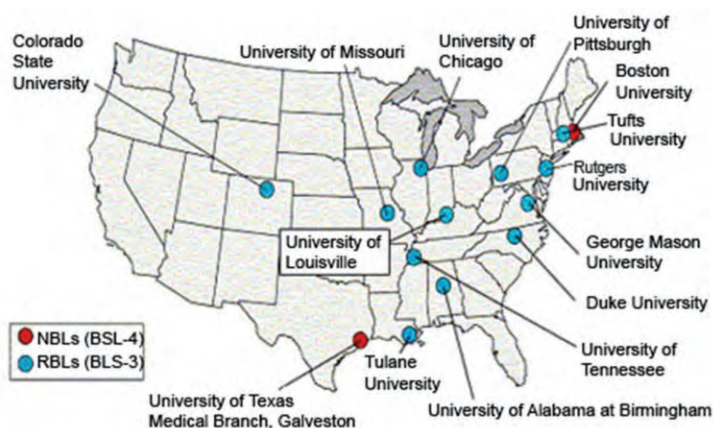 Colorado
State
University
University of Missouri
University of
Chicago
University of
Pittsburgh
Boston
University
Tufts
University
Rutgers
University
University of
Louisville
George Mason
University
Duke University
University of
Tennessee
NBLs (BSL-4)
RBLs (BLS-3)
Tulane
University
University of Texas
Medical Branch, Galveston
University of Alabama at Birmingham